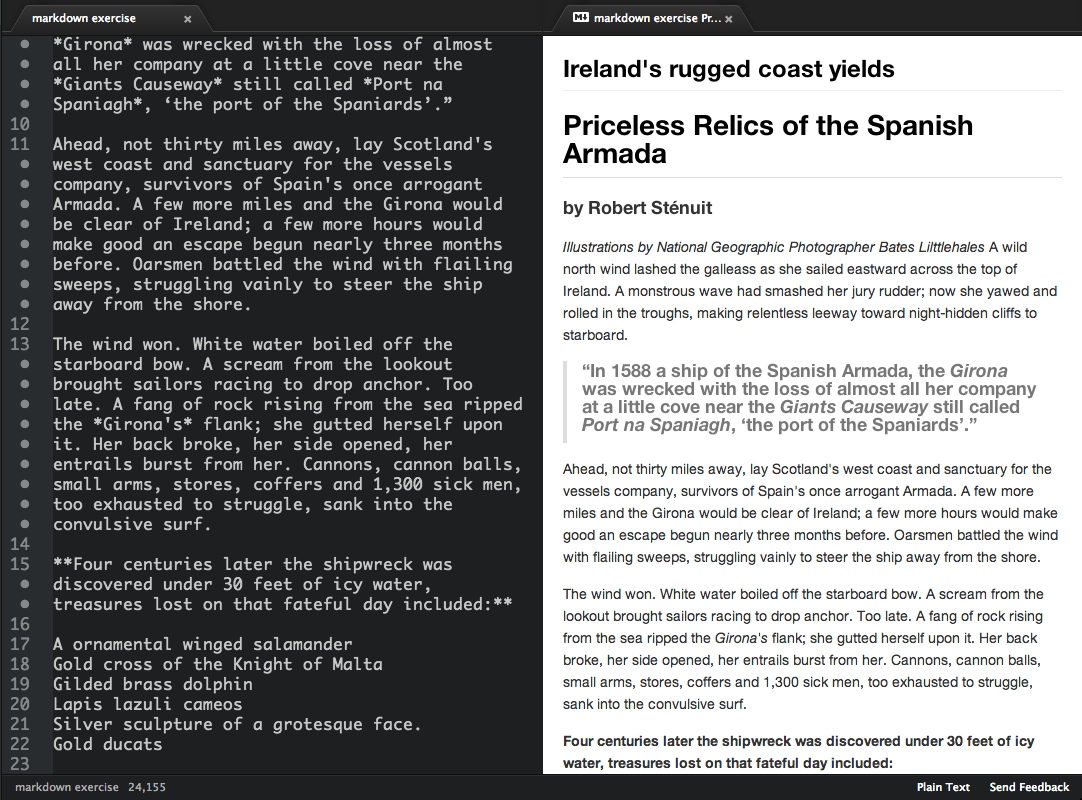 markdown exercise
*Girona* was wrecked with the loss of almost
all her company at a little cove near the
*Giants Causeway* still called *Port na
Spaniagh*, ‘the port of the Spaniards’.”
10
11 Ahead, not thirty miles away, lay Scotland's
west coast and sanctuary for the vessels
company, survivors of Spain's once arrogant
Armada. A few more miles and the Girona would
be clear of Ireland; a few more hours would
make good an escape begun nearly three months
before. Oarsmen battled the wind with flailing
sweeps, struggling vainly to steer the ship
away from the shore.
12
13 The wind won. White water boiled off the
starboard bow. A scream from the lookout
brought sailors racing to drop anchor. Too
late. A fang of rock rising from the sea ripped
the *Girona's* flank; she gutted herself upon
it. Her back broke, her side opened, her
entrails burst from her. Cannons, cannon balls,
small arms, stores, coffers and 1,300 sick men,
too exhausted to struggle, sank into the
convulsive surf.
14
15 **Four centuries later the shipwreck was
discovered under 30 feet of icy water,
treasures lost on that fateful day included:**
16
17 A ornamental winged salamander
18 Gold cross of the Knight of Malta
19 Gilded brass dolphin
20 Lapis lazuli cameos
21 Silver sculpture of a grotesque face.
22 Gold ducats
23
markdown exercise 24,155
markdown exercise Pr...
Ireland's rugged coast yields
Priceless Relics of the Spanish
Armada
by Robert Sténuit
Illustrations by National Geographic Photographer Bates Lilttlehales A wild
north wind lashed the galleass as she sailed eastward across the top of
Ireland. A monstrous wave had smashed her jury rudder; now she yawed and
rolled in the troughs, making relentless leeway toward night-hidden cliffs to
starboard.
“In 1588 a ship of the Spanish Armada, the Girona
was wrecked with the loss of almost all her company
at a little cove near the Giants Causeway still called
Port na Spaniagh, ‘the port of the Spaniards’.”
Ahead, not thirty miles away, lay Scotland's west coast and sanctuary for the
vessels company, survivors of Spain's once arrogant Armada. A few more
miles and the Girona would be clear of Ireland; a few more hours would make
good an escape begun nearly three months before. Oarsmen battled the wind
with flailing sweeps, struggling vainly to steer the ship away from the shore.
The wind won. White water boiled off the starboard bow. A scream from the
lookout brought sailors racing to drop anchor. Too late. A fang of rock rising
from the sea ripped the Girona's flank; she gutted herself upon it. Her back
broke, her side opened, her entrails burst from her. Cannons, cannon balls,
small arms, stores, coffers and 1,300 sick men, too exhausted to struggle,
sank into the convulsive surf.
Four centuries later the shipwreck was discovered under 30 feet of icy
water, treasures lost on that fateful day included:
Plain Text Send Feedback